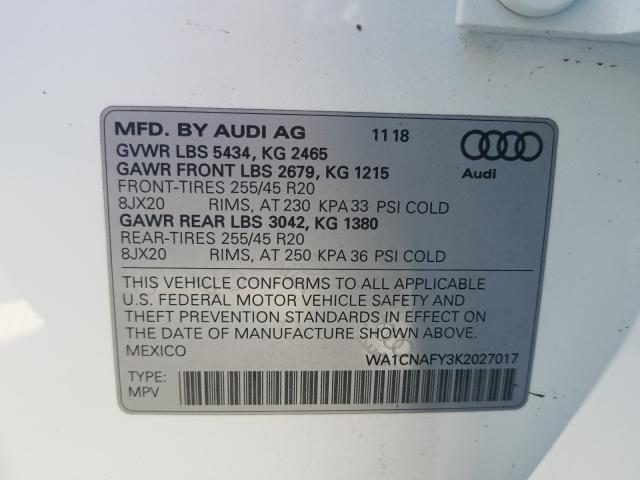 MFD. BY AUDI AG 11 18
GVWR LBS 5434, KG 2465
GAWR FRONT LBS 2679, KG 1215
FRONT-TIRES 255/45 R20
8JX20 RIMS, AT 230 KPA 33 PSI COLD
GAWR REAR LBS 3042, KG 1380
REAR-TIRES 255/45 R20
8JX20 RIMS, AT 250 KPA 36 PSI COLD
Audi
THIS VEHICLE CONFORMS TO ALL APPLICABLE
U.S. FEDERAL MOTOR VEHICLE SAFETY AND
THEFT PREVENTION STANDARDS IN EFFECT ON
THE DATE OF MANUFACTURE SHOWN ABOVE.
MEXICO WA1CNAFY3K2027017
TYPE:
MPV